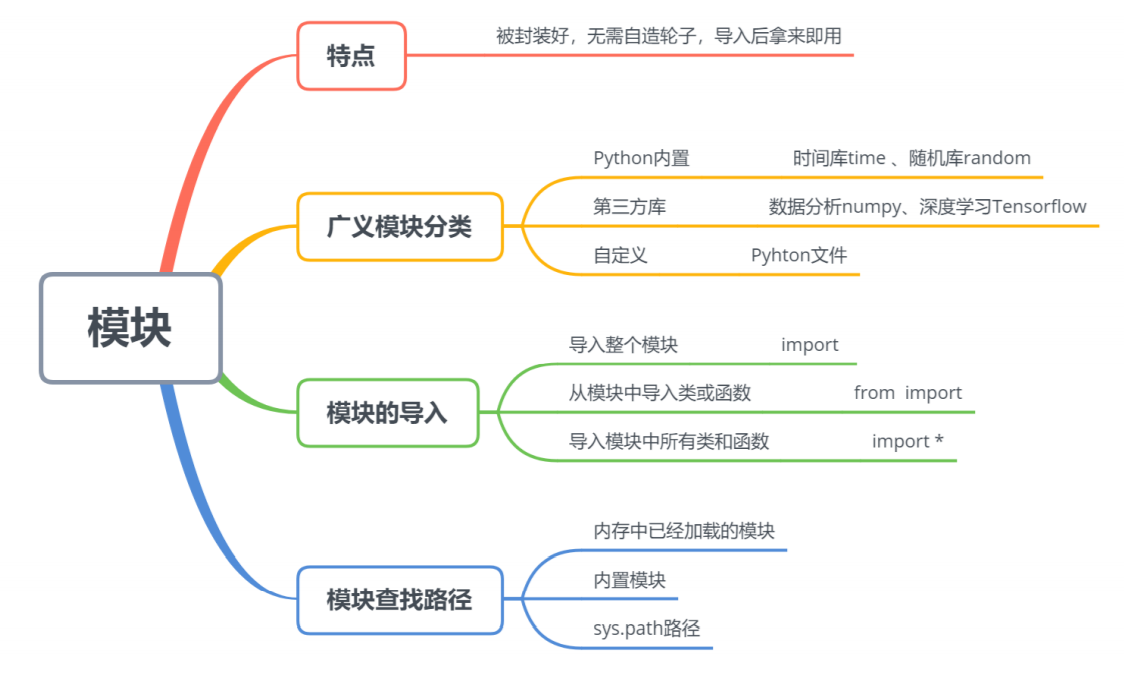 模块
特点
被封装好，无需自造轮子，导入后拿来即用
广义模块分类
Python内置 时间库time 、随机库random
第三方库 数据分析numpy、深度学习Tensorflow
自定义 Pyhton文件
模块的导入
导入整个模块 import
从模块中导入类或函数 from import
导入模块中所有类和函数 import *
模块查找路径
内存中已经加载的模块
内置模块
sys.path路径